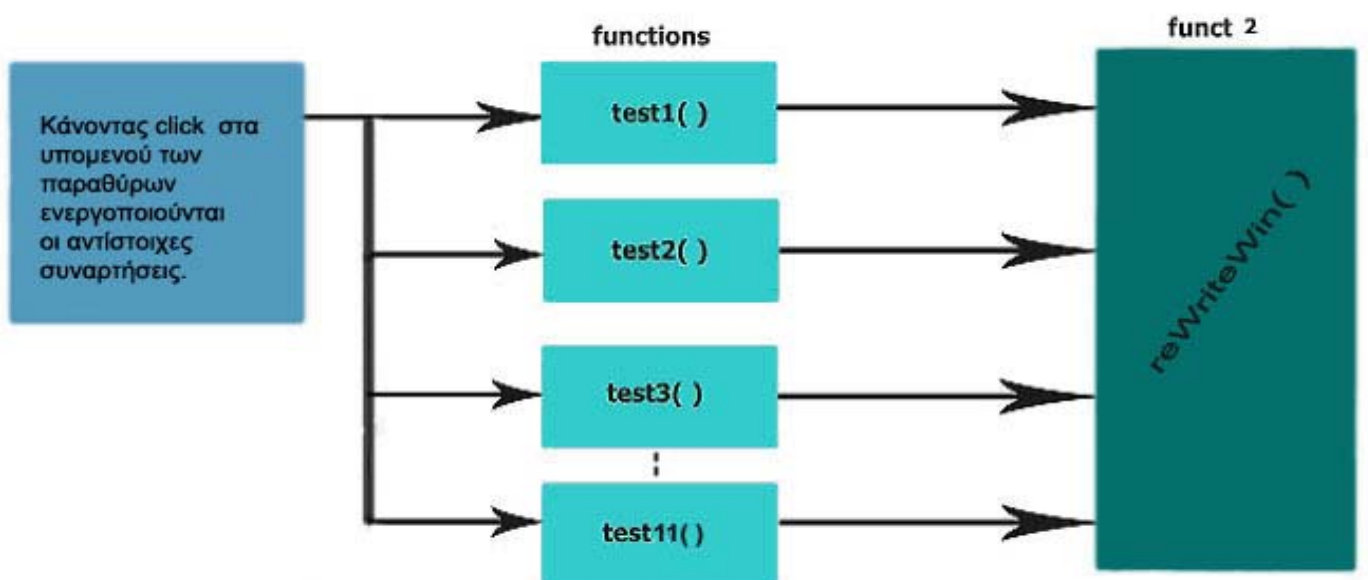 functions
funct 2
Κάνοντας click στα
υπομενού των
παραθύρων
ενεργοποιούνται
οι αντίστοιχες
συναρτήσεις.
test1( )
test2( )
test3( )
test11( )
reWriteWin( )